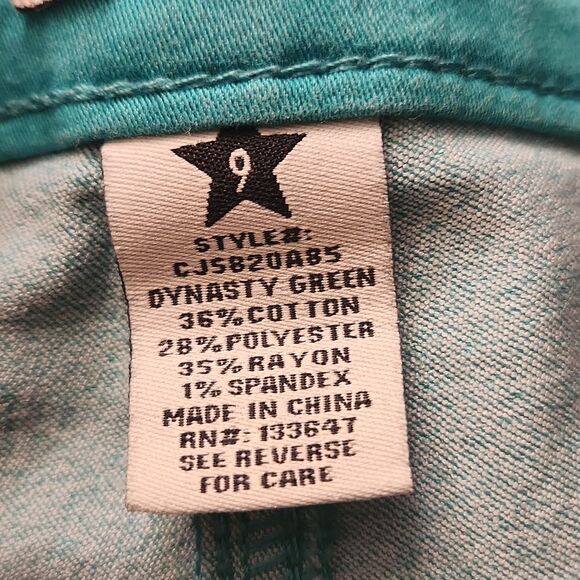 9
STYLE#:
CJS820A85
DYNASTY GREEN
36% COTTON
28% POLYESTER
35% RAYON
1% SPANDEX
MADE IN CHINA
RN#: 133647
SEE REVERSE
FOR CARE